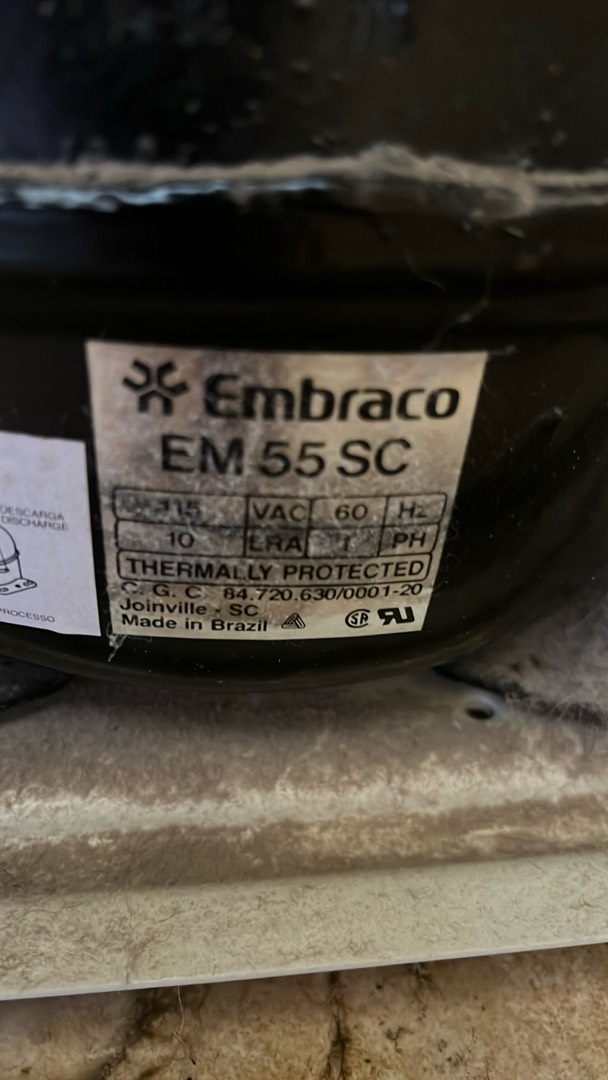 Embraco
EM 55 SC
115 VAC 60 Hz
10 LRA 1 PH
THERMALLY PROTECTED
C. G. C 84.720.630/0001-20
Joinville - SC
Made in Brazil
DESCARGA
DISCHARGE
PROCESSO